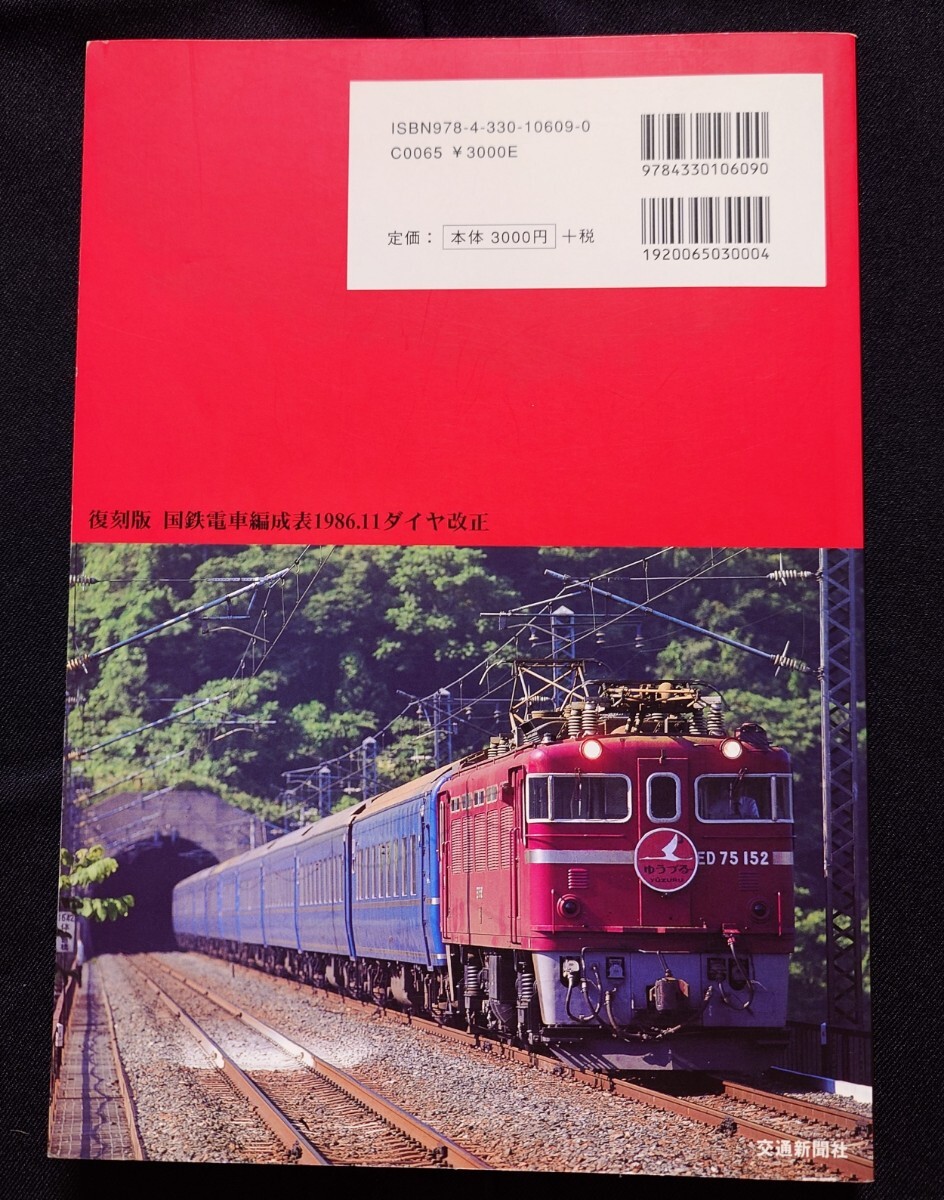 ISBN978-4-330-10609-0
C0065 ¥3000E
9784330106090
定価： 本体 3000円 ＋税
1920065030004
復刻版 国鉄電車編成表1986.11ダイヤ改正
ゆうづる
YŪZURU
ED 75 152
交通新聞社